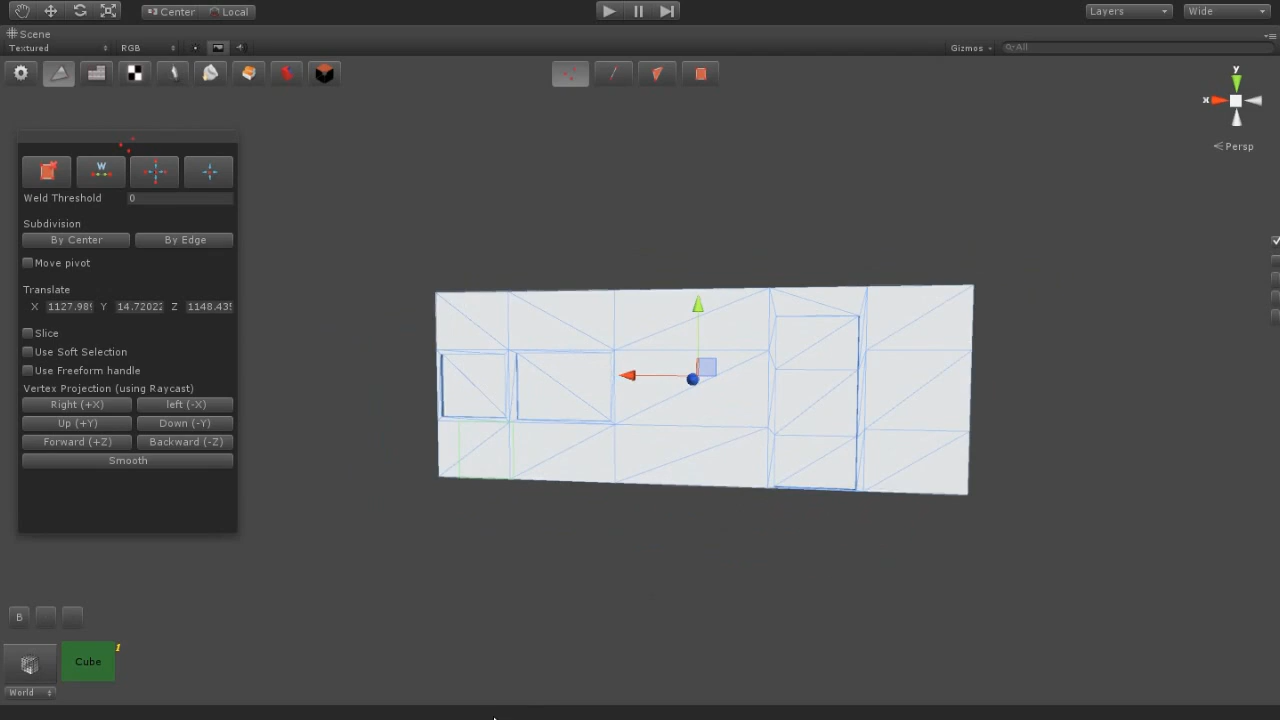 Center Local Layers Wide
Scene
Textured RGB Gizmos All
y
x
Persp
W
Weld Threshold 0
Subdivision
By Center By Edge
Move pivot
Translate
X 1127.98 Y 14.7202 Z 1148.43
Slice
Use Soft Selection
Use Freeform handle
Vertex Projection (using Raycast)
Right (+X) left (-X)
Up (+Y) Down (-Y)
Forward (+Z) Backward (-Z)
Smooth
B
Cube I
World